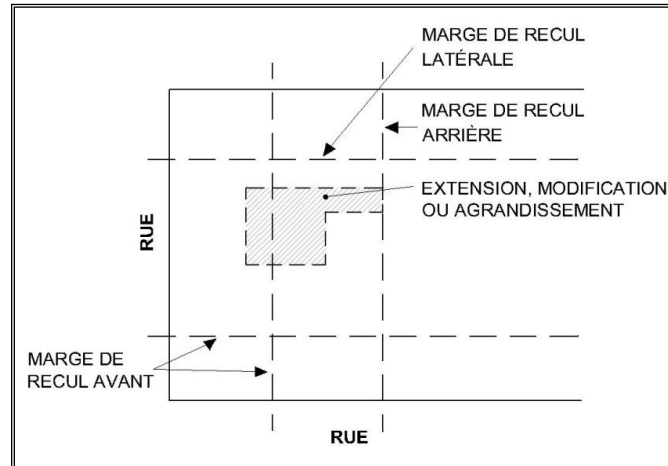 MARGE DE RECUL
LATÉRALE
MARGE DE RECUL
ARRIÈRE
EXTENSION, MODIFICATION
OU AGRANDISSEMENT
RUE
MARGE DE
RECUL AVANT
RUE